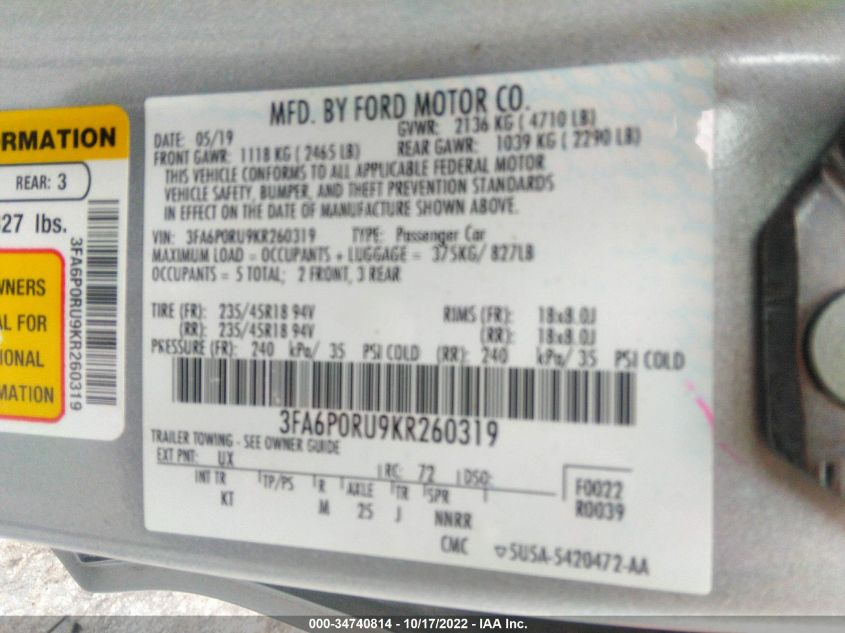 ORMATION
REAR: 3
27 lbs.
WNERS
AL FOR
IONAL
MATION
3FA6P0RU9KR260319
MFD. BY FORD MOTOR CO.
DATE: 05/19 GVWR: 2136 KG ( 4710 LB)
FRONT GAWR: 1118 KG ( 2465 LB) REAR GAWR: 1039 KG ( 2290 LB)
THIS VEHICLE CONFORMS TO ALL APPLICABLE FEDERAL MOTOR
VEHICLE SAFETY, BUMPER, AND THEFT PREVENTION STANDARDS
IN EFFECT ON THE DATE OF MANUFACTURE SHOWN ABOVE.
VIN: 3FA6P0RU9KR260319 TYPE: Passenger Car
MAXIMUM LOAD = OCCUPANTS + LUGGAGE = 375KG/ 827LB
OCCUPANTS = 5 TOTAL; 2 FRONT, 3 REAR
TIRE (FR): 235/45R18 94V RIMS (FR): 18x8.0J
(RR): 235/45R18 94V (RR): 18x8.0J
PRESSURE (FR): 240 kPa/ 35 PSI COLD (RR): 240 kPa/ 35 PSI COLD
3FA6P0RU9KR260319
TRAILER TOWING - SEE OWNER GUIDE
EXT PNT: UX RC: 72 DSO:
INT TR TP/PS R AXLE TR SPR F0022
KT M 25 J NNRR R0039
CMC ▽5U5A-5420472-AA
000-34740814 / 10/17/2022 - IAA Inc.